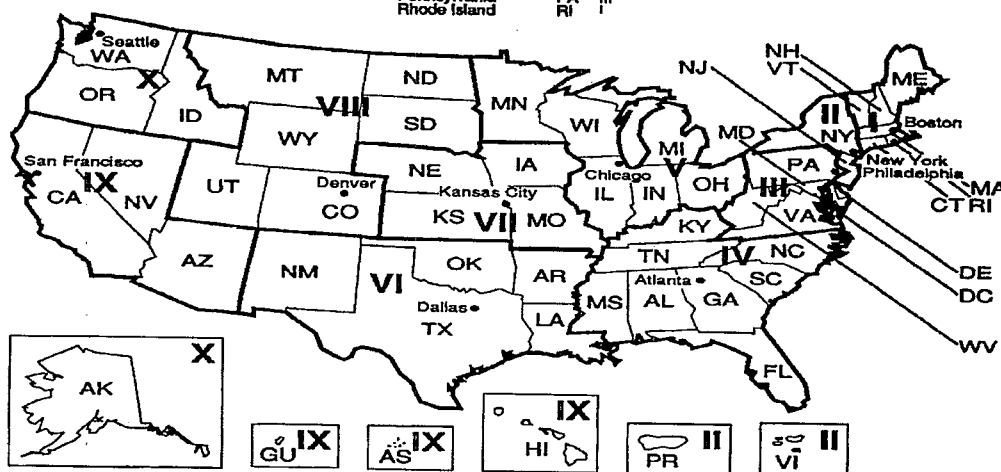 Rhode Island RI I
Seattle
WA
X
OR
ID
MT
VIII
WY
ND
SD
MN
WI
MI
V
NH
VT
NJ
ME
II
NY
I
Boston
MD
New York
Philadelphia
MA
CT RI
San Francisco
CA
IX
NV
UT
Denver
CO
NE
Kansas City
KS
VII
IA
MO
Chicago
IL
IN
OH
PA
III
VA
KY
AZ
NM
VI
OK
Dallas
TX
AR
LA
TN
IV
NC
SC
Atlanta
MS
AL
GA
FL
DE
DC
WV
X
AK
GU IX
AS IX
IX
HI
PR II
VI II